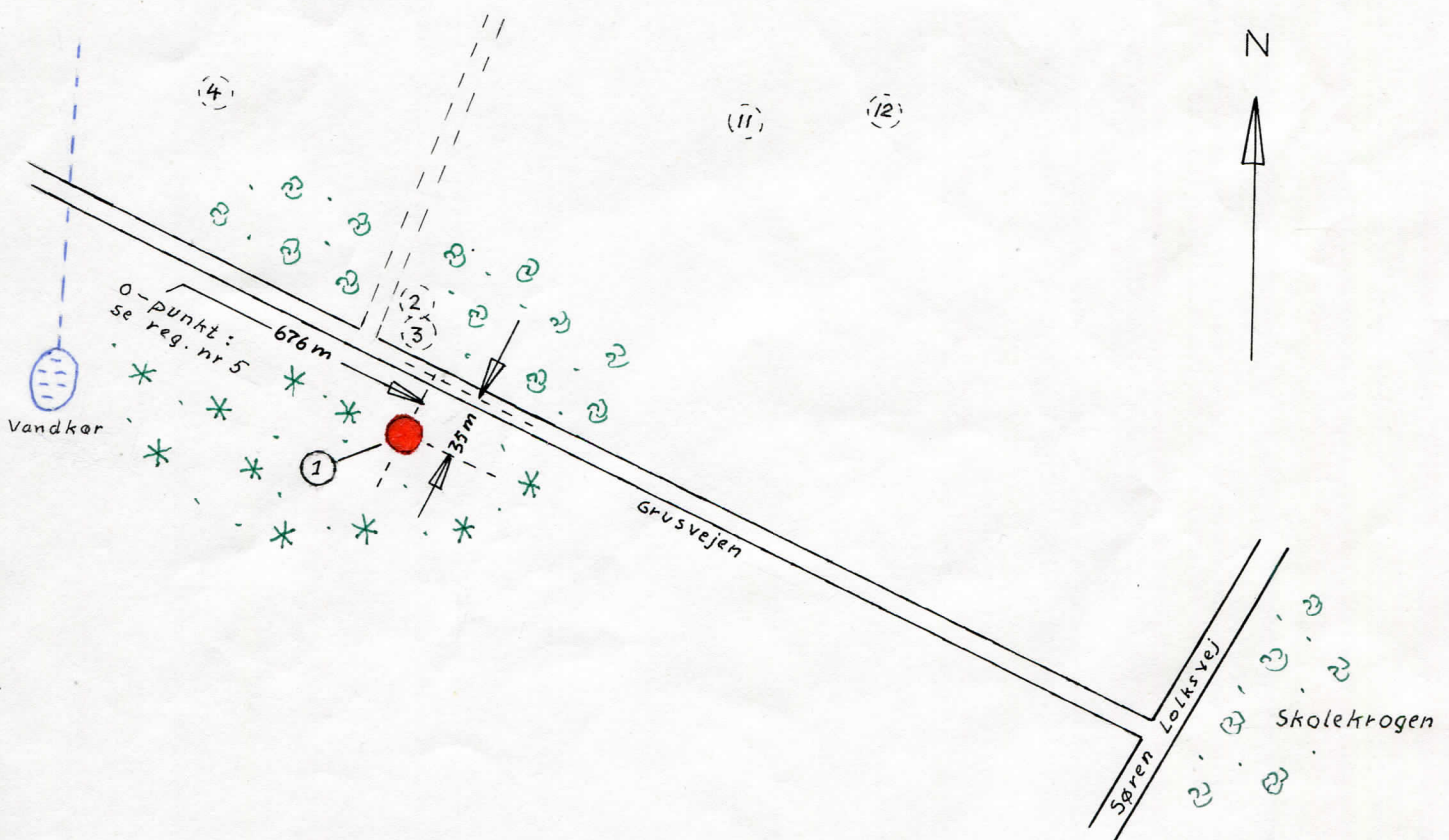 N
4
11
12
2
3
0-punkt:
se reg. nr 5
676 m
35 m
1
Vandkar
Grusvejen
Søren Lolksvej
Skolekrogen